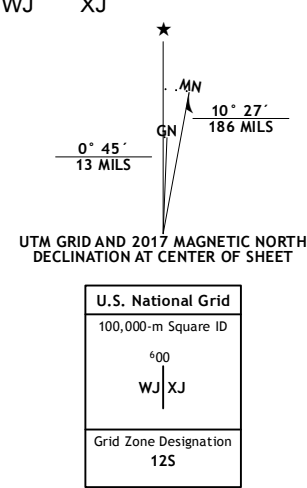 WJ XJ
★
MN
GN
10° 27´
186 MILS
0° 45´
13 MILS
UTM GRID AND 2017 MAGNETIC NORTH
DECLINATION AT CENTER OF SHEET
U.S. National Grid
100,000-m Square ID
⁶00
WJ XJ
Grid Zone Designation
12S